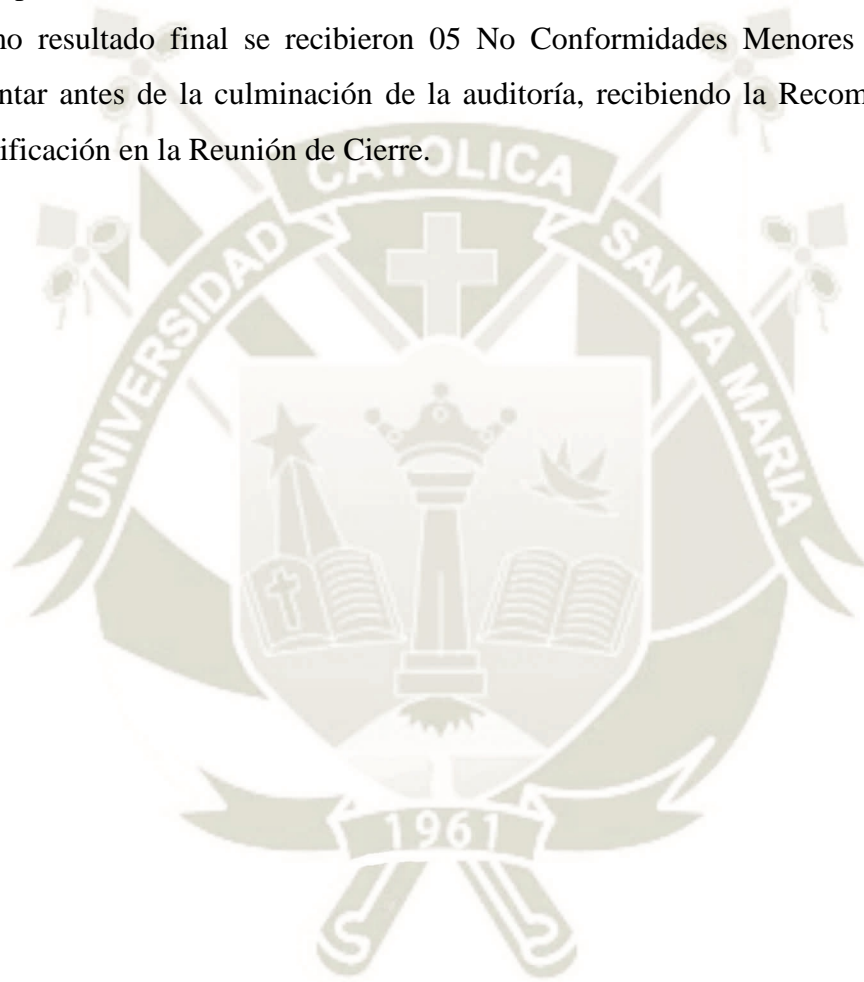 no resultado final se recibieron 05 No Conformidades Menores
ntar antes de la culminación de la auditoría, recibiendo la Recom
ificación en la Reunión de Cierre.
CATOLICA
UNIVERSIDAD
SANTA MARIA
1961